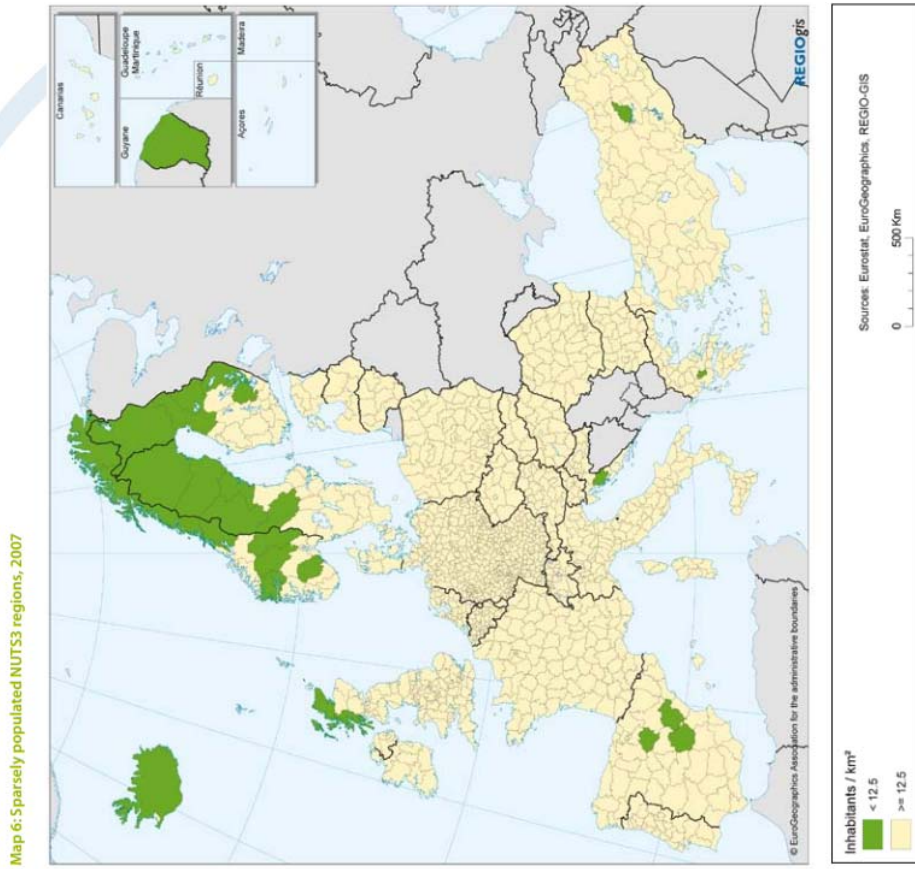 Map 6: Sparsely populated NUTS3 regions, 2007
Canarias
Guyane
Guadeloupe
Martinique
Réunion
Açores
Madeira
© EuroGeographics Association for the administrative boundaries
REGIOgis
Inhabitants / km²
< 12.5
>= 12.5
Sources: Eurostat, EuroGeographics, REGIO-GIS
0 500 Km